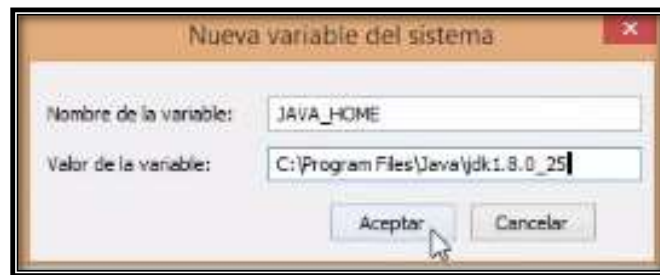 Nueva variable del sistema
Nombre de la variable: JAVA_HOME
Valor de la variable: C:\Program Files\Java\jdk1.8.0_25
Aceptar Cancelar